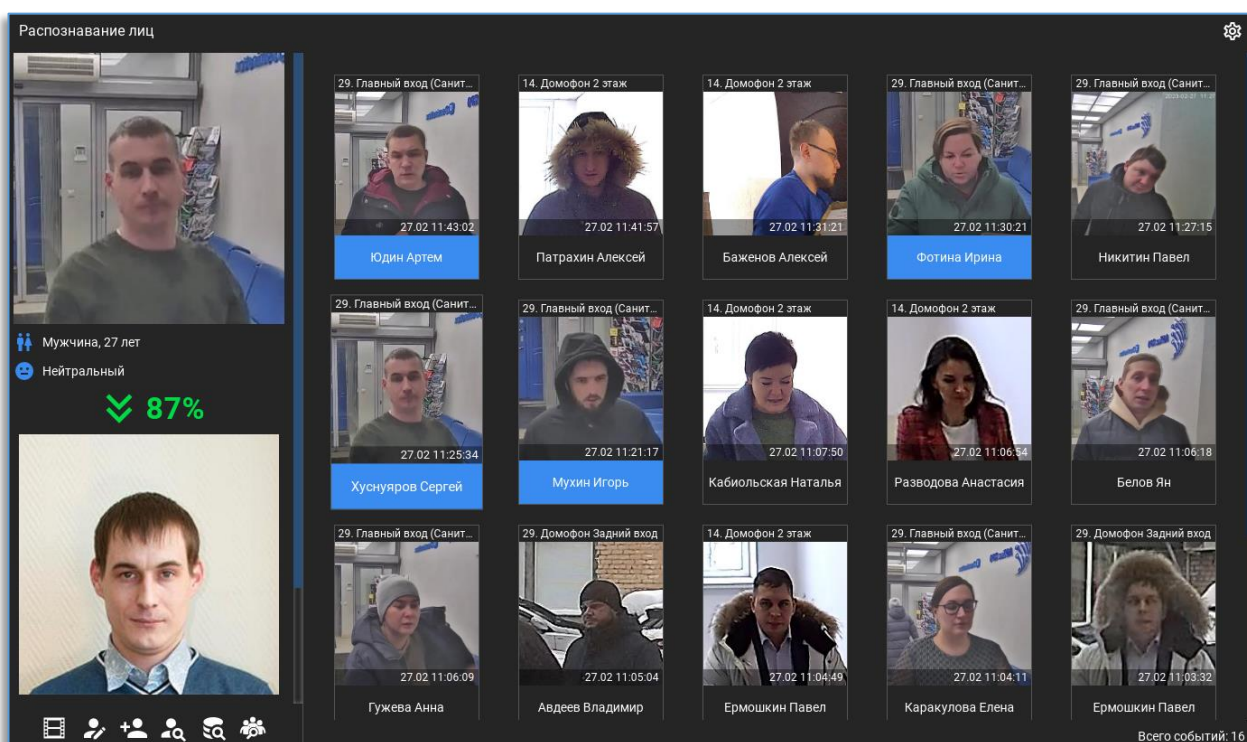 Распознавание лиц
Мужчина, 27 лет
Нейтральный
87%
29. Главный вход (Санит...
27.02 11:43:02
Юдин Артем
14. Домофон 2 этаж
27.02 11:41:57
Патрахин Алексей
14. Домофон 2 этаж
27.02 11:31:21
Баженов Алексей
29. Главный вход (Санит...
27.02 11:30:21
Фотина Ирина
29. Главный вход (Санит...
27.02 11:27:15
Никитин Павел
29. Главный вход (Санит...
27.02 11:25:34
Хуснуяров Сергей
29. Главный вход (Санит...
27.02 11:21:17
Мухин Игорь
14. Домофон 2 этаж
27.02 11:07:50
Кабиольская Наталья
14. Домофон 2 этаж
27.02 11:06:54
Разводова Анастасия
29. Главный вход (Санит...
27.02 11:06:18
Белов Ян
29. Главный вход (Санит...
27.02 11:06:09
Гужева Анна
29. Домофон Задний вход
27.02 11:05:04
Авдеев Владимир
14. Домофон 2 этаж
27.02 11:04:49
Ермошкин Павел
29. Главный вход (Санит...
27.02 11:04:11
Каракулова Елена
29. Домофон Задний вход
27.02 11:03:32
Ермошкин Павел
Всего событий: 16